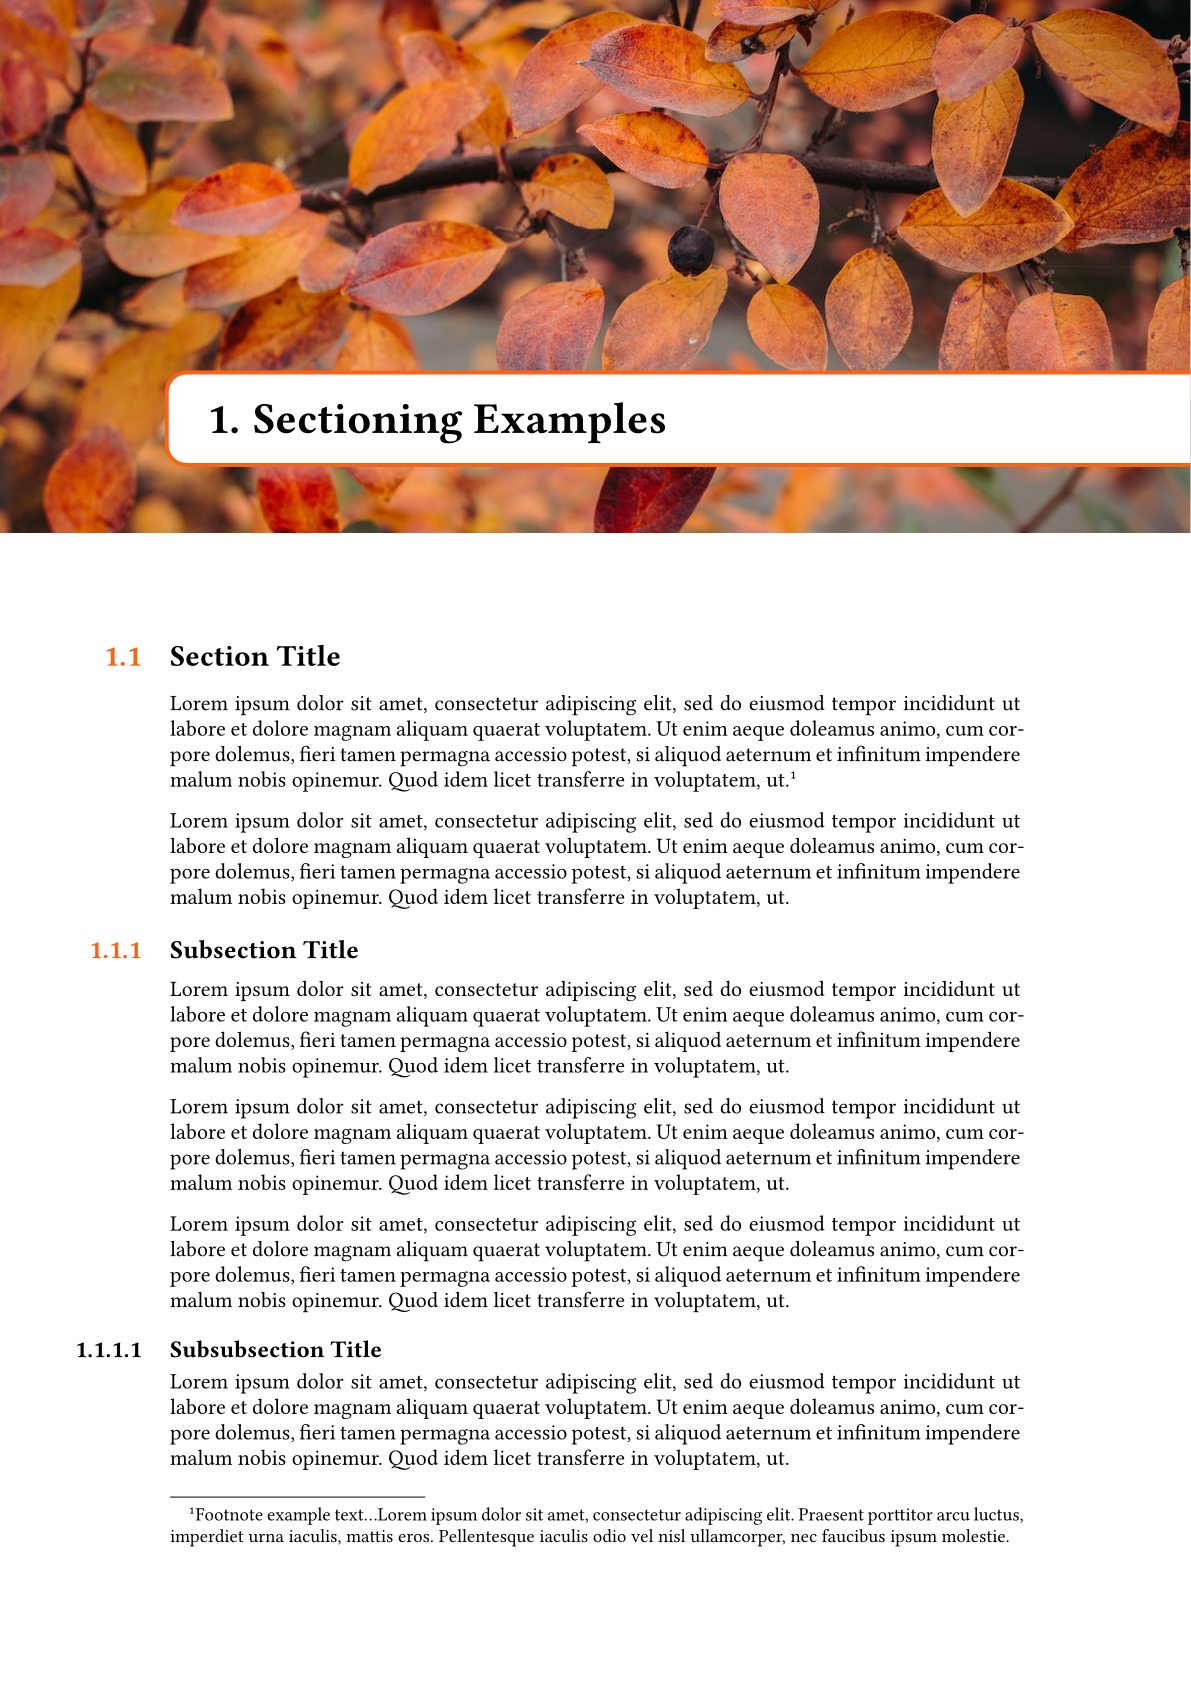 1. Sectioning Examples
1.1 Section Title
Lorem ipsum dolor sit amet, consectetur adipiscing elit, sed do eiusmod tempor incididunt ut
labore et dolore magnam aliquam quaerat voluptatem. Ut enim aeque doleamus animo, cum cor-
pore dolemus, fieri tamen permagna accessio potest, si aliquod aeternum et infinitum impendere
malum nobis opinemur. Quod idem licet transferre in voluptatem, ut.¹
Lorem ipsum dolor sit amet, consectetur adipiscing elit, sed do eiusmod tempor incididunt ut
labore et dolore magnam aliquam quaerat voluptatem. Ut enim aeque doleamus animo, cum cor-
pore dolemus, fieri tamen permagna accessio potest, si aliquod aeternum et infinitum impendere
malum nobis opinemur. Quod idem licet transferre in voluptatem, ut.
1.1.1 Subsection Title
Lorem ipsum dolor sit amet, consectetur adipiscing elit, sed do eiusmod tempor incididunt ut
labore et dolore magnam aliquam quaerat voluptatem. Ut enim aeque doleamus animo, cum cor-
pore dolemus, fieri tamen permagna accessio potest, si aliquod aeternum et infinitum impendere
malum nobis opinemur. Quod idem licet transferre in voluptatem, ut.
Lorem ipsum dolor sit amet, consectetur adipiscing elit, sed do eiusmod tempor incididunt ut
labore et dolore magnam aliquam quaerat voluptatem. Ut enim aeque doleamus animo, cum cor-
pore dolemus, fieri tamen permagna accessio potest, si aliquod aeternum et infinitum impendere
malum nobis opinemur. Quod idem licet transferre in voluptatem, ut.
Lorem ipsum dolor sit amet, consectetur adipiscing elit, sed do eiusmod tempor incididunt ut
labore et dolore magnam aliquam quaerat voluptatem. Ut enim aeque doleamus animo, cum cor-
pore dolemus, fieri tamen permagna accessio potest, si aliquod aeternum et infinitum impendere
malum nobis opinemur. Quod idem licet transferre in voluptatem, ut.
1.1.1.1 Subsubsection Title
Lorem ipsum dolor sit amet, consectetur adipiscing elit, sed do eiusmod tempor incididunt ut
labore et dolore magnam aliquam quaerat voluptatem. Ut enim aeque doleamus animo, cum cor-
pore dolemus, fieri tamen permagna accessio potest, si aliquod aeternum et infinitum impendere
malum nobis opinemur. Quod idem licet transferre in voluptatem, ut.
¹Footnote example text...Lorem ipsum dolor sit amet, consectetur adipiscing elit. Praesent porttitor arcu luctus,
imperdiet urna iaculis, mattis eros. Pellentesque iaculis odio vel nisl ullamcorper, nec faucibus ipsum molestie.